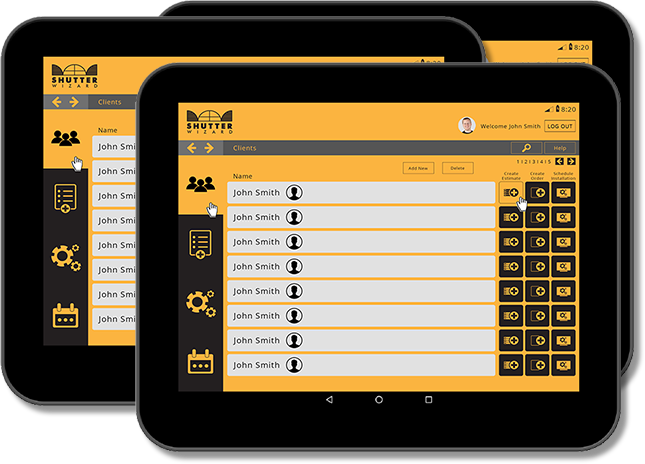 8:20
SHUTTER
WIZARD
Clients
Name
John Smi
John Smi
John Smi
John Smi
John Smi
John Smi
John Smi
John Smi
8:20
SHUTTER
WIZARD
Welcome John Smith
LOG OUT
Clients
Help
Add New
Delete
1|2|3|4|5
Name
Create Estimate
Create Order
Schedule Installation
John Smith
John Smith
John Smith
John Smith
John Smith
John Smith
John Smith
John Smith